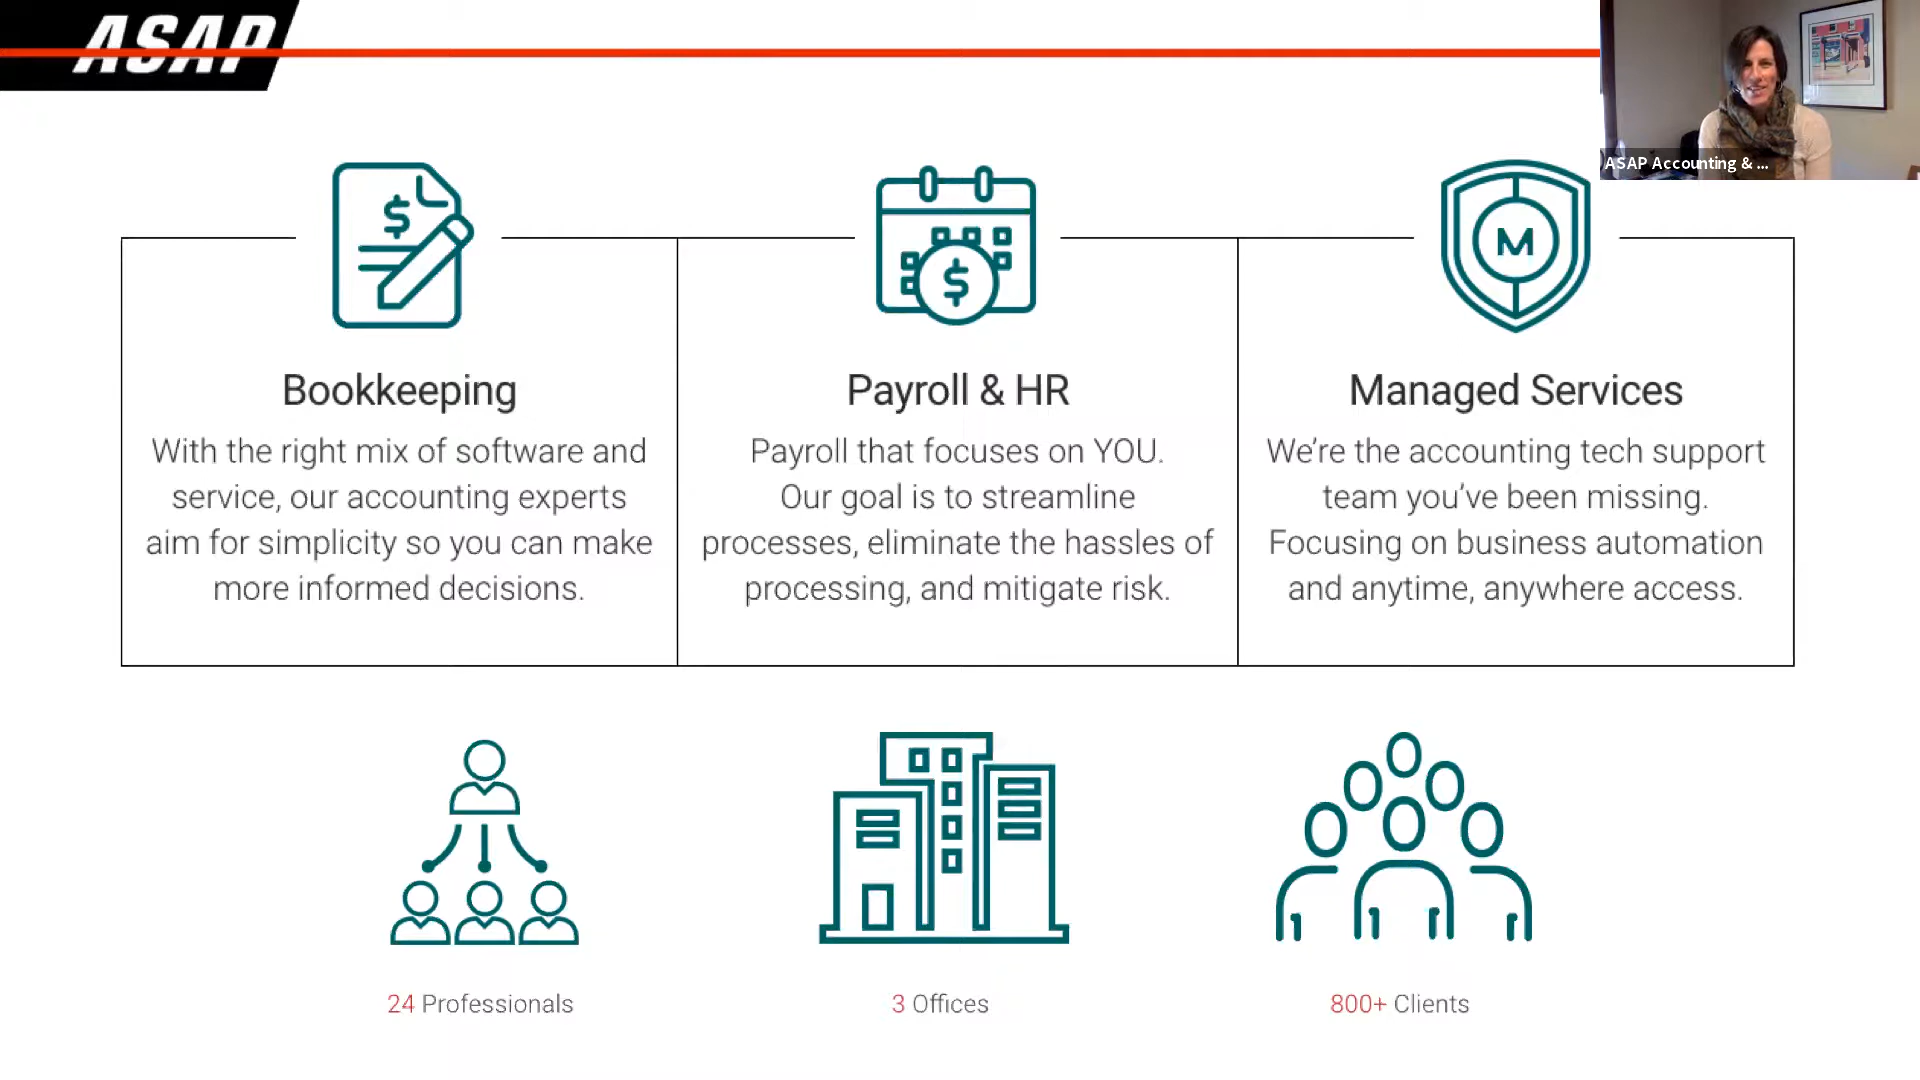 ASAP
ASAP Accounting & ...
$
$
M
Bookkeeping
With the right mix of software and
service, our accounting experts
aim for simplicity so you can make
more informed decisions.
Payroll & HR
Payroll that focuses on YOU.
Our goal is to streamline
processes, eliminate the hassles of
processing, and mitigate risk.
Managed Services
We’re the accounting tech support
team you’ve been missing.
Focusing on business automation
and anytime, anywhere access.
24 Professionals
3 Offices
800+ Clients